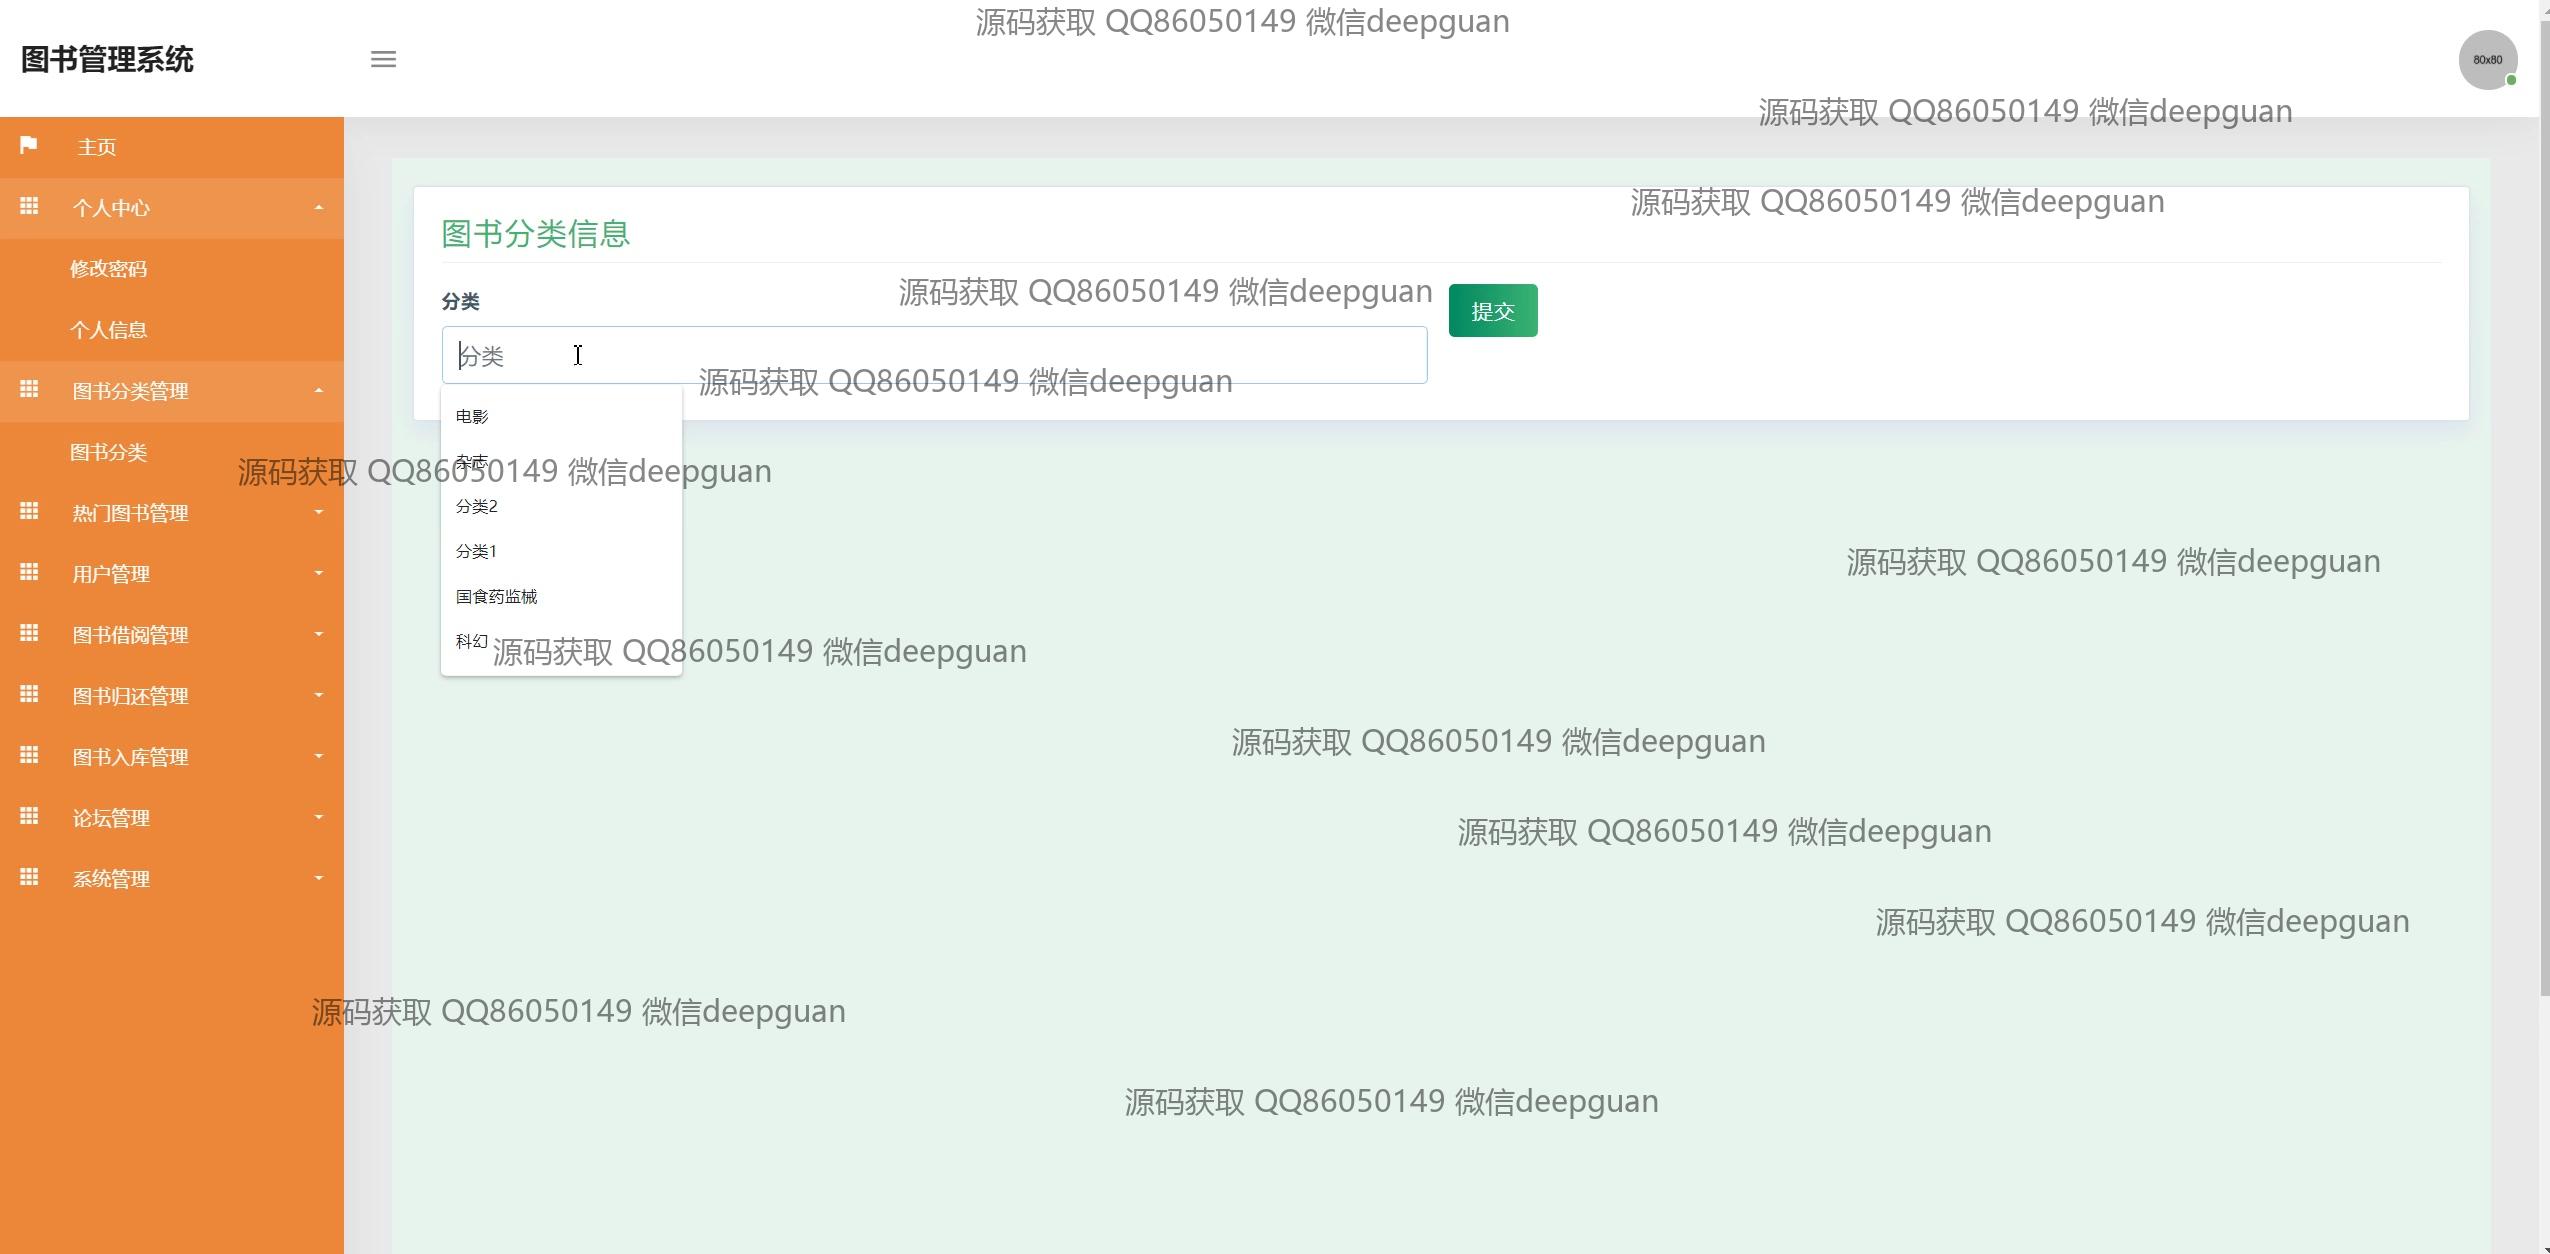 源码获取 QQ86050149 微信deepguan
图书管理系统
80x80
源码获取 QQ86050149 微信deepguan
主页
个人中心
源码获取 QQ86050149 微信deepguan
图书分类信息
修改密码
源码获取 QQ86050149 微信deepguan
分类
提交
个人信息
分类
源码获取 QQ86050149 微信deepguan
图书分类管理
电影
图书分类
杂志
源码获取 QQ86050149 微信deepguan
分类2
热门图书管理
分类1
源码获取 QQ86050149 微信deepguan
用户管理
国食药监械
图书借阅管理
科幻
源码获取 QQ86050149 微信deepguan
图书归还管理
源码获取 QQ86050149 微信deepguan
图书入库管理
论坛管理
源码获取 QQ86050149 微信deepguan
系统管理
源码获取 QQ86050149 微信deepguan
源码获取 QQ86050149 微信deepguan
源码获取 QQ86050149 微信deepguan